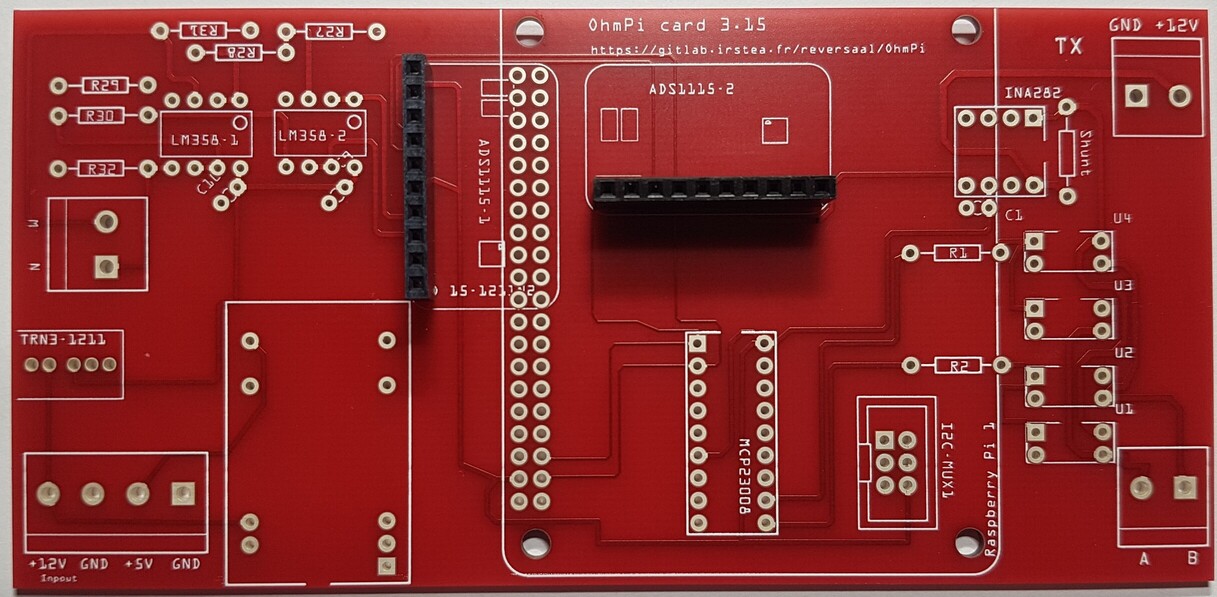 OhmPi card 3.15
https://gitlab.irstea.fr/reversaal/OhmPi
GND +12V
TX
R31
R27
R28
R29
R30
R32
LM358-1
LM358-2
ADS1115-1
ADS1115-2
INA282
Shunt
C1
M
N
U4
U3
U2
U1
R1
R2
TRN3-1211
MCP23008
I2C-MUX1
Raspberry Pi 1
+12V GND +5V GND
Inpout
A B